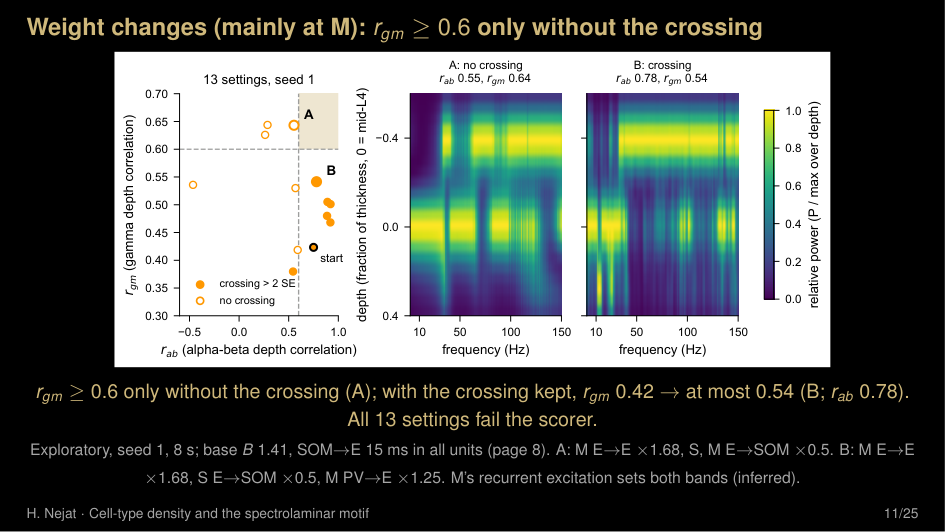 Weight changes (mainly at M): r_gm ≥ 0.6 only without the crossing
13 settings, seed 1
0.70
0.65
0.60
0.55
0.50
0.45
0.40
0.35
0.30
r_gm (gamma depth correlation)
A
B
start
crossing > 2 SE
no crossing
−0.5
0.0
0.5
1.0
r_ab (alpha-beta depth correlation)
A: no crossing
r_ab 0.55, r_gm 0.64
depth (fraction of thickness, 0 = mid-L4)
−0.4
0.0
0.4
10
50
100
150
frequency (Hz)
B: crossing
r_ab 0.78, r_gm 0.54
10
50
100
150
frequency (Hz)
1.0
0.8
0.6
0.4
0.2
0.0
relative power (P / max over depth)
r_gm ≥ 0.6 only without the crossing (A); with the crossing kept, r_gm 0.42 → at most 0.54 (B; r_ab 0.78).
All 13 settings fail the scorer.
Exploratory, seed 1, 8 s; base B 1.41, SOM→E 15 ms in all units (page 8). A: M E→E ×1.68, S, M E→SOM ×0.5. B: M E→E
×1.68, S E→SOM ×0.5, M PV→E ×1.25. M's recurrent excitation sets both bands (inferred).
H. Nejat · Cell-type density and the spectrolaminar motif
11/25